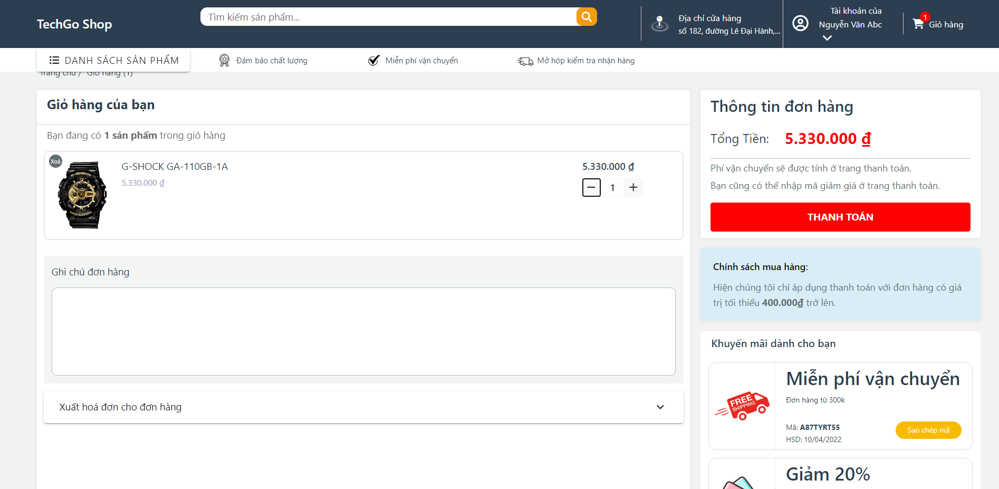 TechGo Shop
Tìm kiếm sản phẩm...
Địa chỉ cửa hàng
số 182, đường Lê Đại Hành,...
Tài khoản của
Nguyễn Văn Abc
1
Giỏ hàng
DANH SÁCH SẢN PHẨM
Đảm bảo chất lượng
Miễn phí vận chuyển
Mở hộp kiểm tra nhận hàng
Trang chủ / Giỏ hàng (1)
Giỏ hàng của bạn
Bạn đang có 1 sản phẩm trong giỏ hàng
Xoá
G-SHOCK
PROTECTION
G-SHOCK GA-110GB-1A
5.330.000 ₫
5.330.000 ₫
− 1 +
Ghi chú đơn hàng
Xuất hoá đơn cho đơn hàng
Thông tin đơn hàng
Tổng Tiền: 5.330.000 ₫
Phí vận chuyển sẽ được tính ở trang thanh toán.
Bạn cũng có thể nhập mã giảm giá ở trang thanh toán.
THANH TOÁN
Chính sách mua hàng:
Hiện chúng tôi chỉ áp dụng thanh toán với đơn hàng có giá
trị tối thiểu 400.000₫ trở lên.
Khuyến mãi dành cho bạn
FREE
SHIPPING
Miễn phí vận chuyển
Đơn hàng từ 300k
Mã: A87TYRT55
HSD: 10/04/2022
Sao chép mã
Giảm 20%